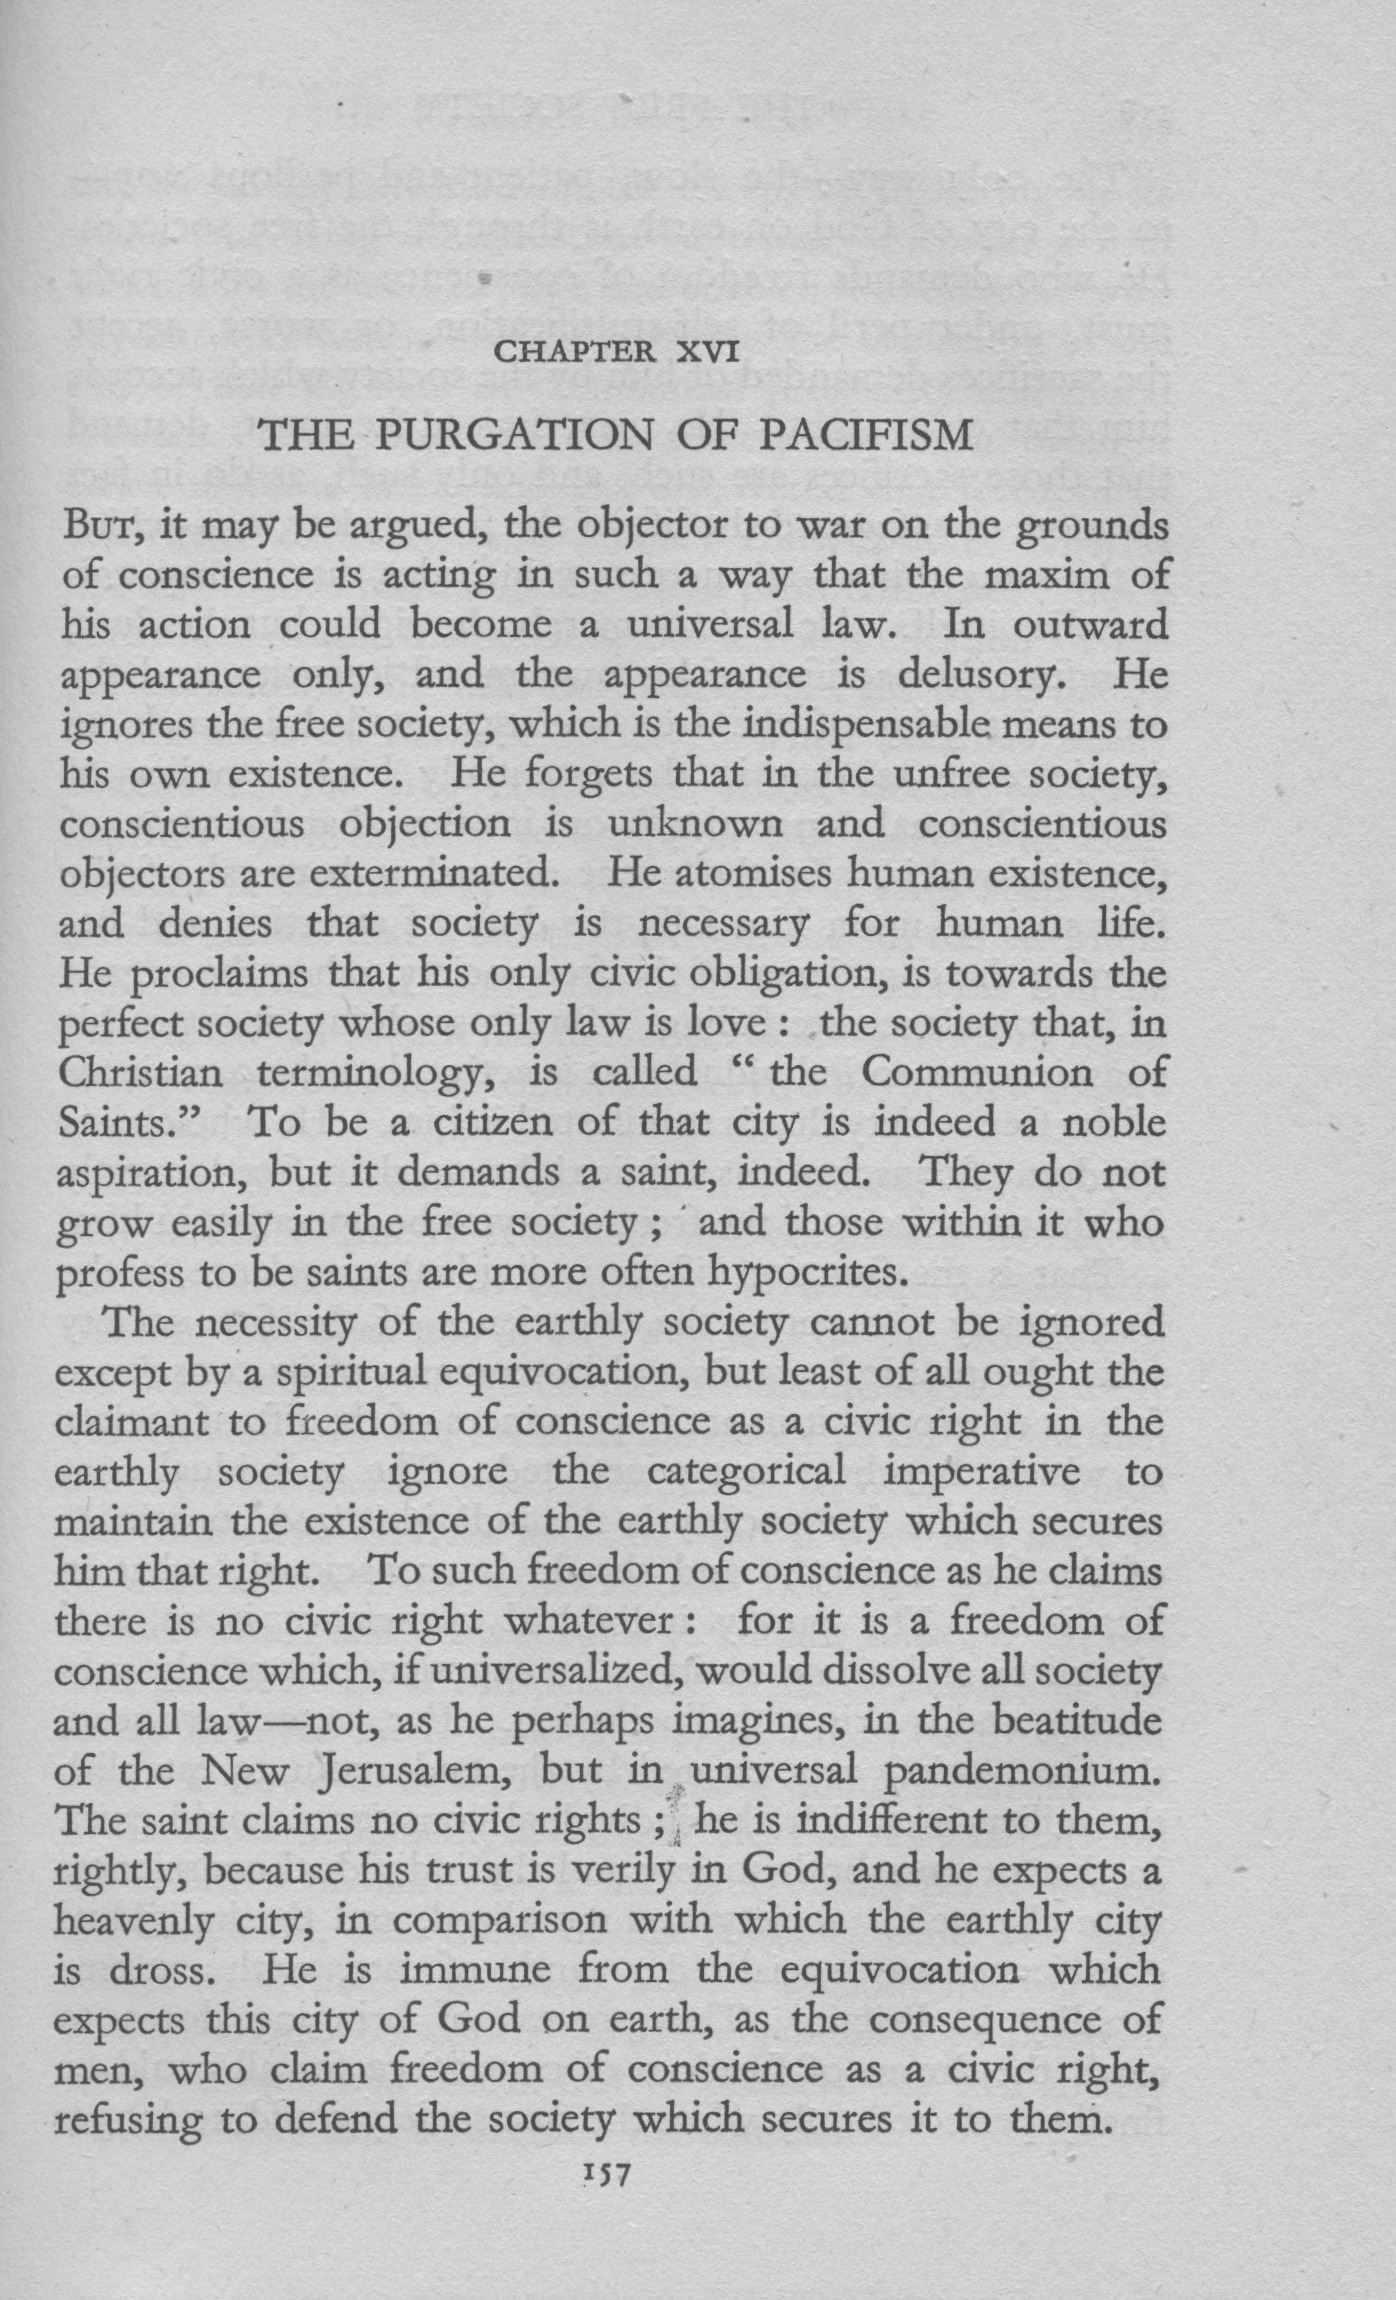 CHAPTER XVI
THE PURGATION OF PACIFISM
BUT, it may be argued, the objector to war on the grounds
of conscience is acting in such a way that the maxim of
his action could become a universal law. In outward
appearance only, and the appearance is delusory. He
ignores the free society, which is the indispensable means to
his own existence. He forgets that in the unfree society,
conscientious objection is unknown and conscientious
objectors are exterminated. He atomises human existence,
and denies that society is necessary for human life.
He proclaims that his only civic obligation, is towards the
perfect society whose only law is love : the society that, in
Christian terminology, is called “ the Communion of
Saints.” To be a citizen of that city is indeed a noble
aspiration, but it demands a saint, indeed. They do not
grow easily in the free society ; and those within it who
profess to be saints are more often hypocrites.
The necessity of the earthly society cannot be ignored
except by a spiritual equivocation, but least of all ought the
claimant to freedom of conscience as a civic right in the
earthly society ignore the categorical imperative to
maintain the existence of the earthly society which secures
him that right. To such freedom of conscience as he claims
there is no civic right whatever : for it is a freedom of
conscience which, if universalized, would dissolve all society
and all law—not, as he perhaps imagines, in the beatitude
of the New Jerusalem, but in universal pandemonium.
The saint claims no civic rights ; he is indifferent to them,
rightly, because his trust is verily in God, and he expects a
heavenly city, in comparison with which the earthly city
is dross. He is immune from the equivocation which
expects this city of God on earth, as the consequence of
men, who claim freedom of conscience as a civic right,
refusing to defend the society which secures it to them.
157